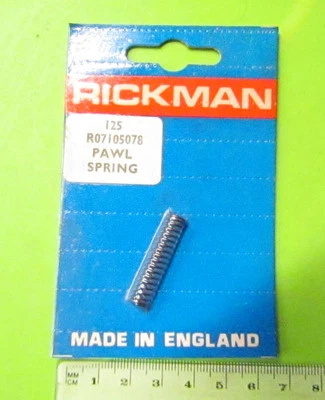 RICKMAN
125
R07105078
PAWL
SPRING
MADE IN ENGLAND
MM
CM 1 2 3 4 5 6 7 8